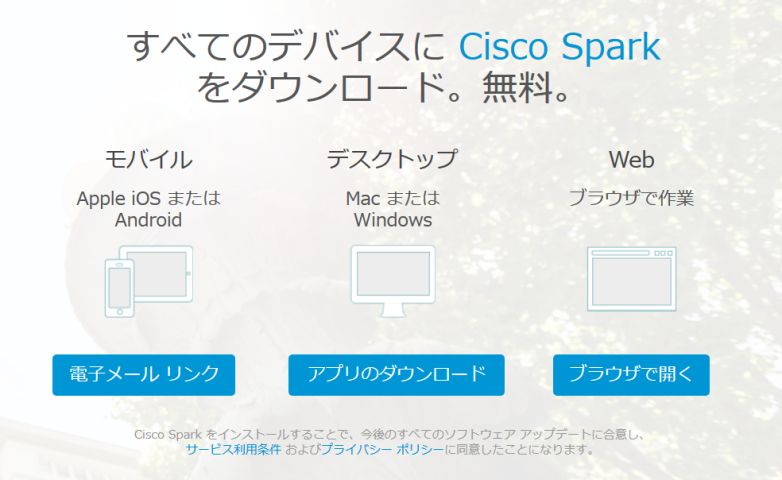 すべてのデバイスに Cisco Spark
をダウンロード。無料。
モバイル
Apple iOS または
Android
電子メール リンク
デスクトップ
Mac または
Windows
アプリのダウンロード
Web
ブラウザで作業
ブラウザで開く
Cisco Spark をインストールすることで、今後のすべてのソフトウェア アップデートに合意し、
サービス利用条件 およびプライバシー ポリシーに同意したことになります。